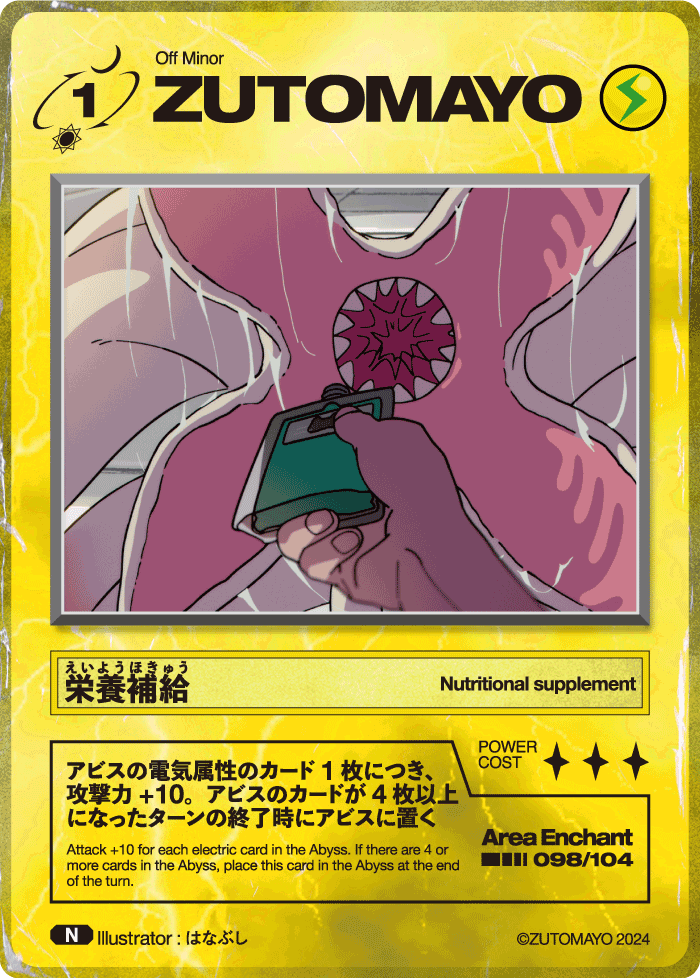 Off Minor
1
ZUTOMAYO
えいようほきゅう
栄養補給
Nutritional supplement
アビスの電気属性のカード 1 枚につき、
攻撃力 +10。アビスのカードが 4 枚以上
になったターンの終了時にアビスに置く
Attack +10 for each electric card in the Abyss. If there are 4 or
more cards in the Abyss, place this card in the Abyss at the end
of the turn.
POWER
COST
Area Enchant
098/104
N
Illustrator : はなぶし
©ZUTOMAYO 2024